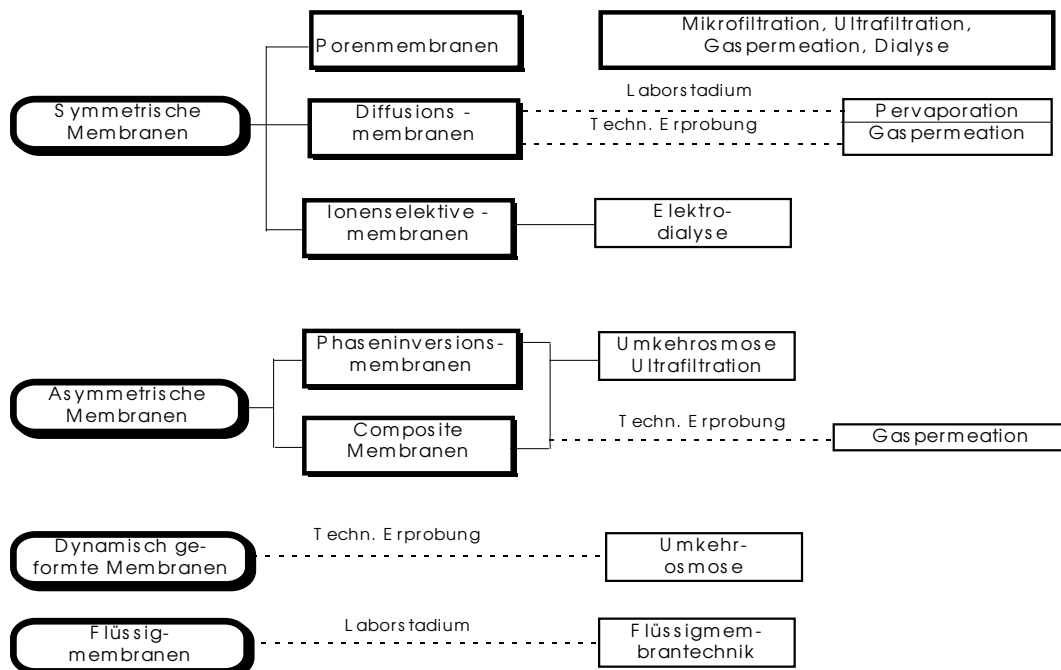 Porenmembranen
Mikrofiltration, Ultrafiltration,
Gaspermeation, Dialyse
Symmetrische
Membranen
Diffusions -
membranen
Laborstadium
Techn. Erprobung
Pervaporation
Gaspermeation
Ionenselektive -
membranen
Elektro-
dialyse
Phaseninversions-
membranen
Umkehrosmose
Ultrafiltration
Asymmetrische
Membranen
Composite
Membranen
Techn. Erprobung
Gaspermeation
Dynamisch ge-
formte Membranen
Techn. Erprobung
Umkehr-
osmose
Flüssig-
membranen
Laborstadium
Flüssigmem-
brantechnik